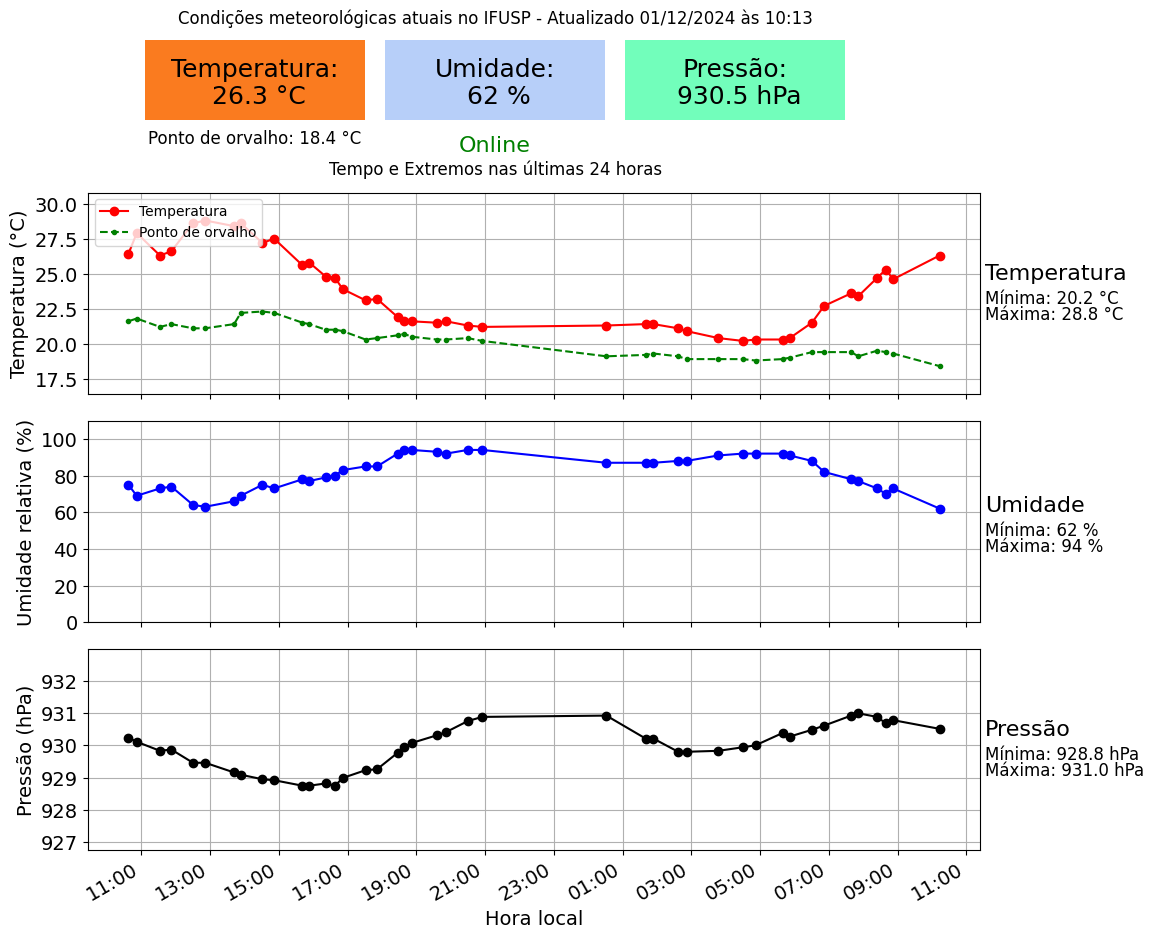 Condições meteorológicas atuais no IFUSP - Atualizado 01/12/2024 às 10:13
Temperatura:
26.3 °C
Umidade:
62 %
Pressão:
930.5 hPa
Ponto de orvalho: 18.4 °C
Online
Tempo e Extremos nas últimas 24 horas
Temperatura (°C)
30.0
27.5
25.0
22.5
20.0
17.5
Temperatura
Ponto de orvalho
Temperatura
Mínima: 20.2 °C
Máxima: 28.8 °C
Umidade relativa (%)
100
80
60
40
20
0
Umidade
Mínima: 62 %
Máxima: 94 %
Pressão (hPa)
932
931
930
929
928
927
Pressão
Mínima: 928.8 hPa
Máxima: 931.0 hPa
11:00 13:00 15:00 17:00 19:00 21:00 23:00 01:00 03:00 05:00 07:00 09:00 11:00
Hora local